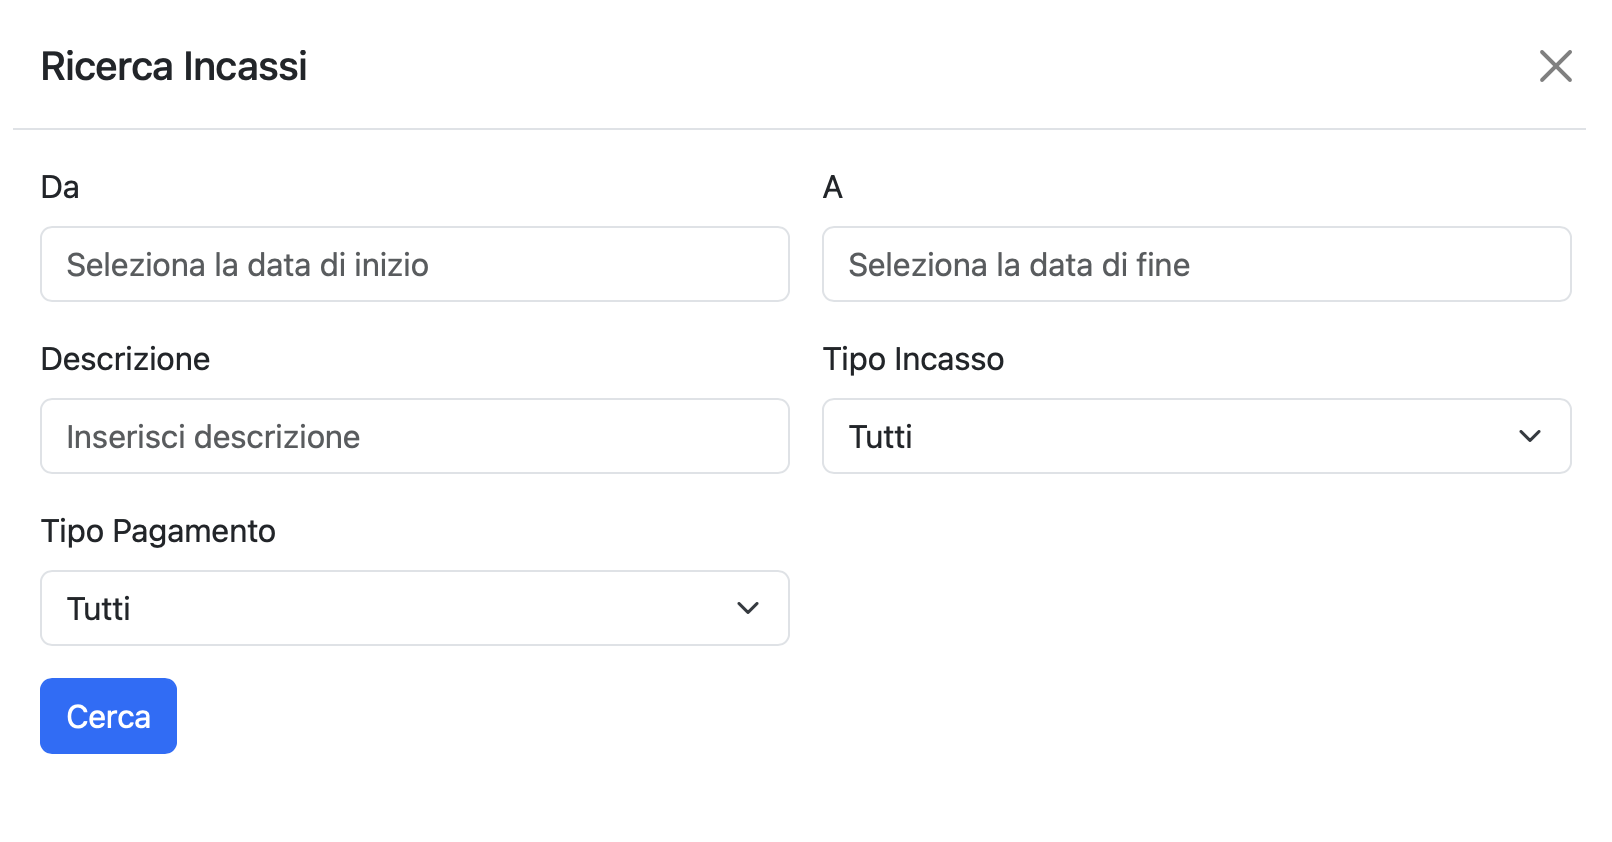 Ricerca Incassi
Da
A
Seleziona la data di inizio
Seleziona la data di fine
Descrizione
Tipo Incasso
Inserisci descrizione
Tutti
Tipo Pagamento
Tutti
Cerca